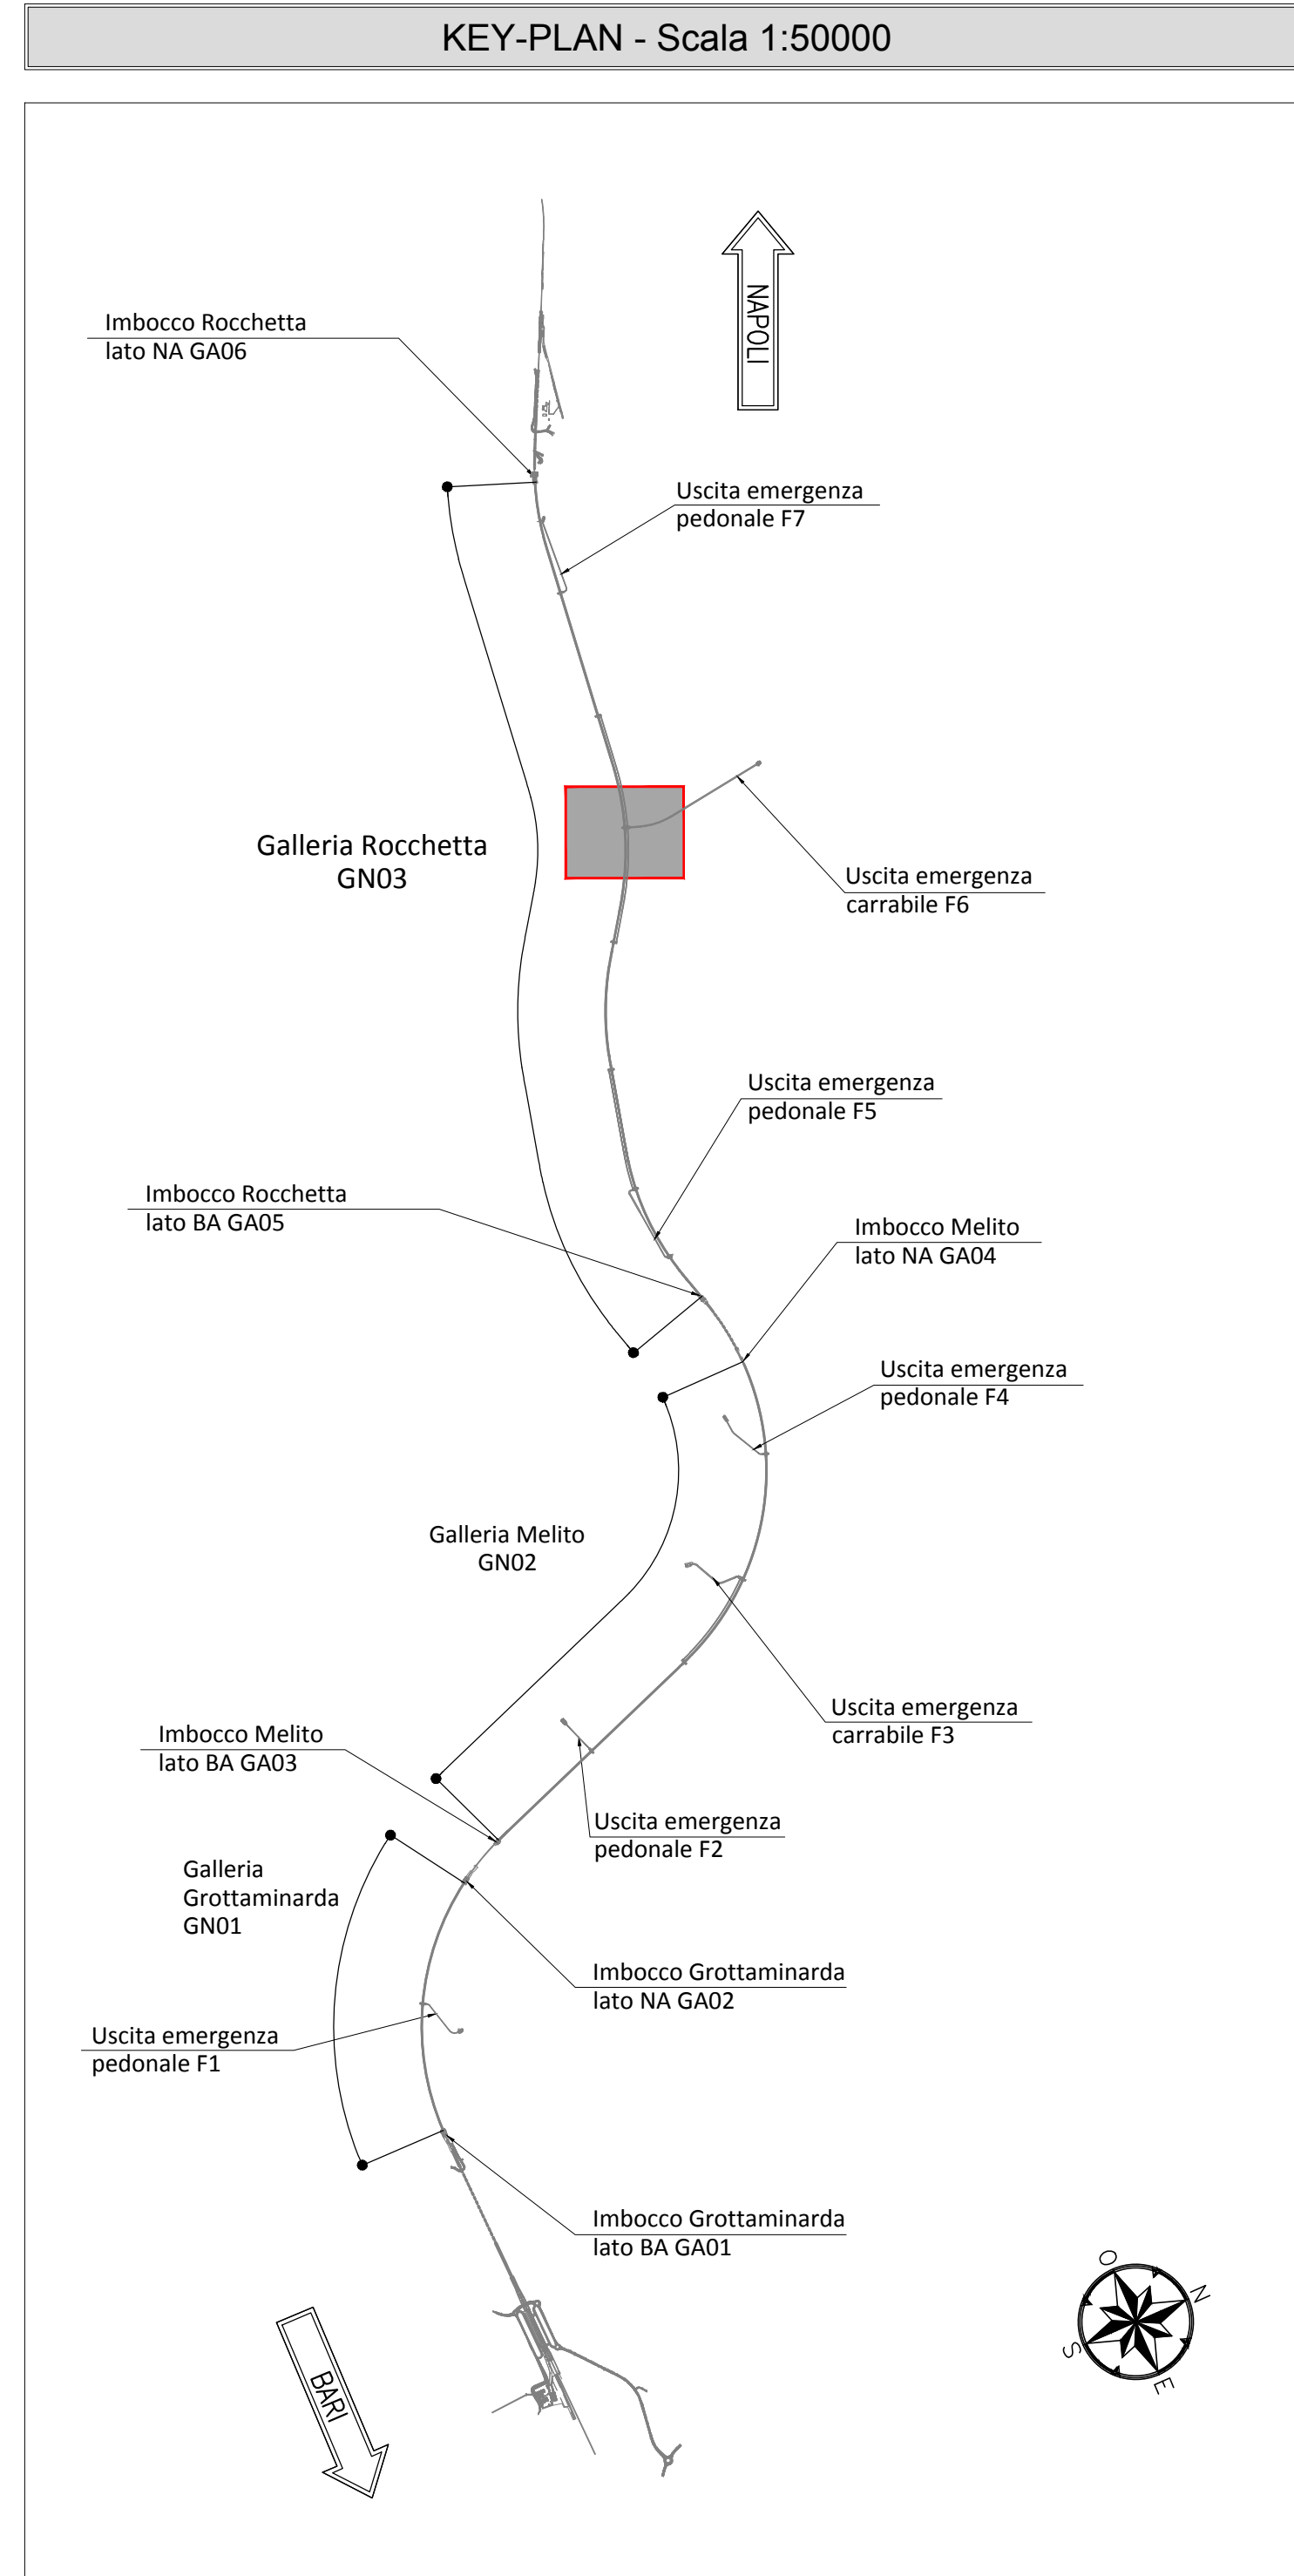 KEY-PLAN - Scala 1:50000
NAPOLI
Imbocco Rocchetta
lato NA GA06
Uscita emergenza
pedonale F7
Galleria Rocchetta
GN03
Uscita emergenza
carrabile F6
Uscita emergenza
pedonale F5
Imbocco Rocchetta
lato BA GA05
Imbocco Melito
lato NA GA04
Uscita emergenza
pedonale F4
Galleria Melito
GN02
Uscita emergenza
carrabile F3
Imbocco Melito
lato BA GA03
Uscita emergenza
pedonale F2
Galleria
Grottaminarda
GN01
Imbocco Grottaminarda
lato NA GA02
Uscita emergenza
pedonale F1
Imbocco Grottaminarda
lato BA GA01
O
N
S
E
BARI